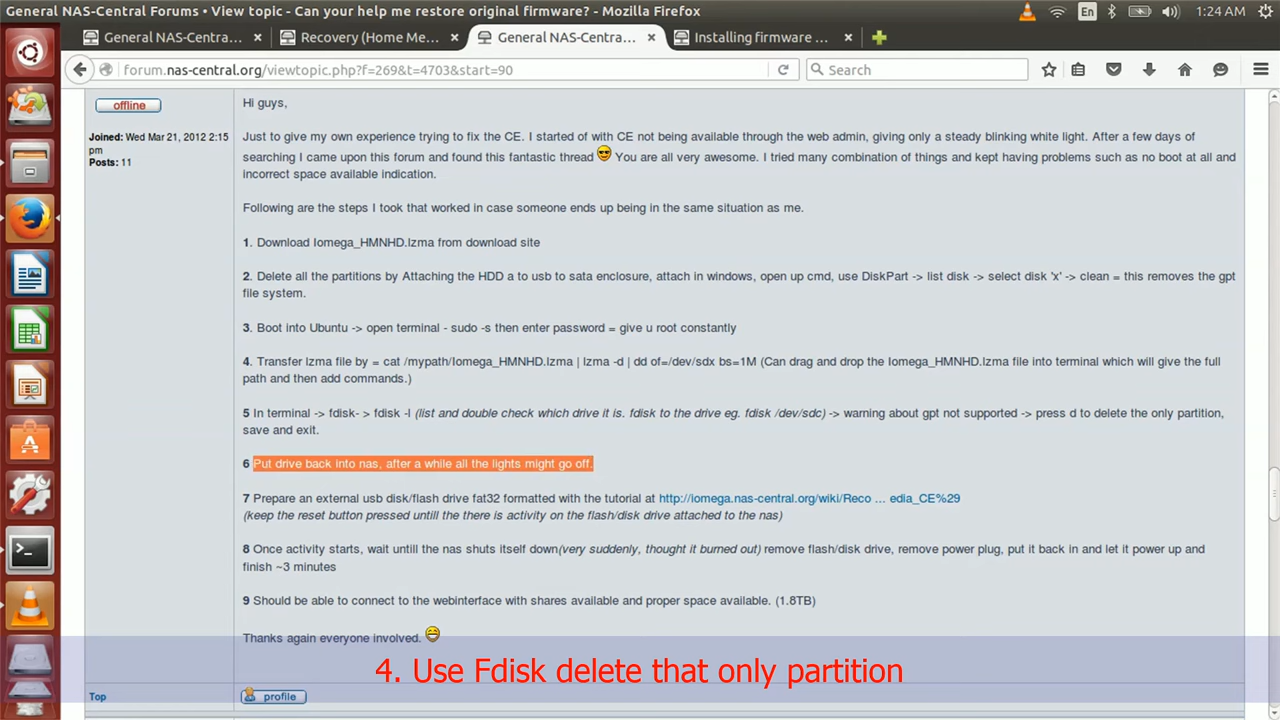 General NAS-Central Forums • View topic - Can your help me restore original firmware? - Mozilla Firefox
En
1:24 AM
General NAS-Centra...
Recovery (Home Me...
General NAS-Centra...
Installing firmware ...
forum.nas-central.org/viewtopic.php?f=269&t=4703&start=90
Search
offline
Joined: Wed Mar 21, 2012 2:15
pm
Posts: 11
Hi guys,
Just to give my own experience trying to fix the CE. I started of with CE not being available through the web admin, giving only a steady blinking white light. After a few days of
searching I came upon this forum and found this fantastic thread You are all very awesome. I tried many combination of things and kept having problems such as no boot at all and
incorrect space available indication.
Following are the steps I took that worked in case someone ends up being in the same situation as me.
1. Download Iomega_HMNHD.lzma from download site
2. Delete all the partitions by Attaching the HDD a to usb to sata enclosure, attach in windows, open up cmd, use DiskPart -> list disk -> select disk 'x' -> clean = this removes the gpt
file system.
3. Boot into Ubuntu -> open terminal - sudo -s then enter password = give u root constantly
4. Transfer lzma file by = cat /mypath/Iomega_HMNHD.lzma | lzma -d | dd of=/dev/sdx bs=1M (Can drag and drop the Iomega_HMNHD.lzma file into terminal which will give the full
path and then add commands.)
5 In terminal -> fdisk- > fdisk -l (list and double check which drive it is. fdisk to the drive eg. fdisk /dev/sdc) -> warning about gpt not supported -> press d to delete the only partition,
save and exit.
6 Put drive back into nas, after a while all the lights might go off.
7 Prepare an external usb disk/flash drive fat32 formatted with the tutorial at http://iomega.nas-central.org/wiki/Reco ... edia_CE%29
(keep the reset button pressed untill the there is activity on the flash/disk drive attached to the nas)
8 Once activity starts, wait untill the nas shuts itself down(very suddenly, thought it burned out) remove flash/disk drive, remove power plug, put it back in and let it power up and
finish ~3 minutes
9 Should be able to connect to the webinterface with shares available and proper space available. (1.8TB)
Thanks again everyone involved.
4. Use Fdisk delete that only partition
Top
profile